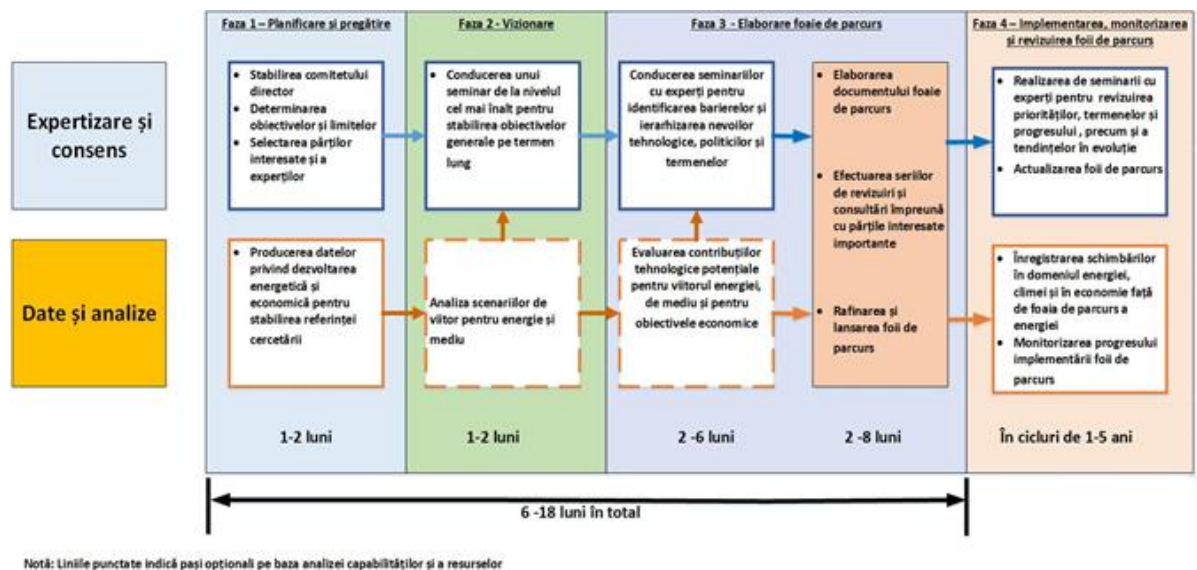 Faza 1 – Planificare si pregătire
Faza 2 - Vizionare
Faza 3 - Elaborare foaie de parcurs
Faza 4 – Implementarea, monitorizarea
și revizuirea foii de parcurs
Expertizare și
consens
• Stabilirea comitetului
director
• Determinarea
obiectivelor și limitelor
• Selectarea părților
interesate și a
experților
• Conducerea unui
seminar de la nivelul
cel mai înalt pentru
stabilirea obiectivelor
generale pe termen
lung
Conducerea seminariilor
cu experți pentru
identificarea barierelor și
ierarhizarea nevoilor
tehnologice, politicilor și
termenelor
• Elaborarea
documentului foaie
de parcurs
• Efectuarea seriilor
de revizuiri și
consultări împreună
cu părțile interesate
importante
• Rafinarea și
lansarea foii de
parcurs
• Realizarea de seminarii cu
experți pentru revizuirea
priorităților, termenelor și
progresului , precum și a
tendințelor în evoluție
• Actualizarea foii de parcurs
Date și analize
• Producerea datelor
privind dezvoltarea
energetică și
economică pentru
stabilirea referinței
cercetării
Analiza scenariilor de
viitor pentru energie și
mediu
Evaluarea contribuțiilor
tehnologice potențiale
pentru viitorul energiei,
de mediu și pentru
obiectivele economice
• Înregistrarea schimbărilor
în domeniul energiei,
climei și în economie față
de foaia de parcurs a
energiei
• Monitorizarea progresului
implementării foii de
parcurs
1-2 luni
1-2 luni
2 -6 luni
2 -8 luni
În cicluri de 1-5 ani
6 -18 luni în total
Notă: Liniile punctate indică pași opționali pe baza analizei capabilităților și a resurselor